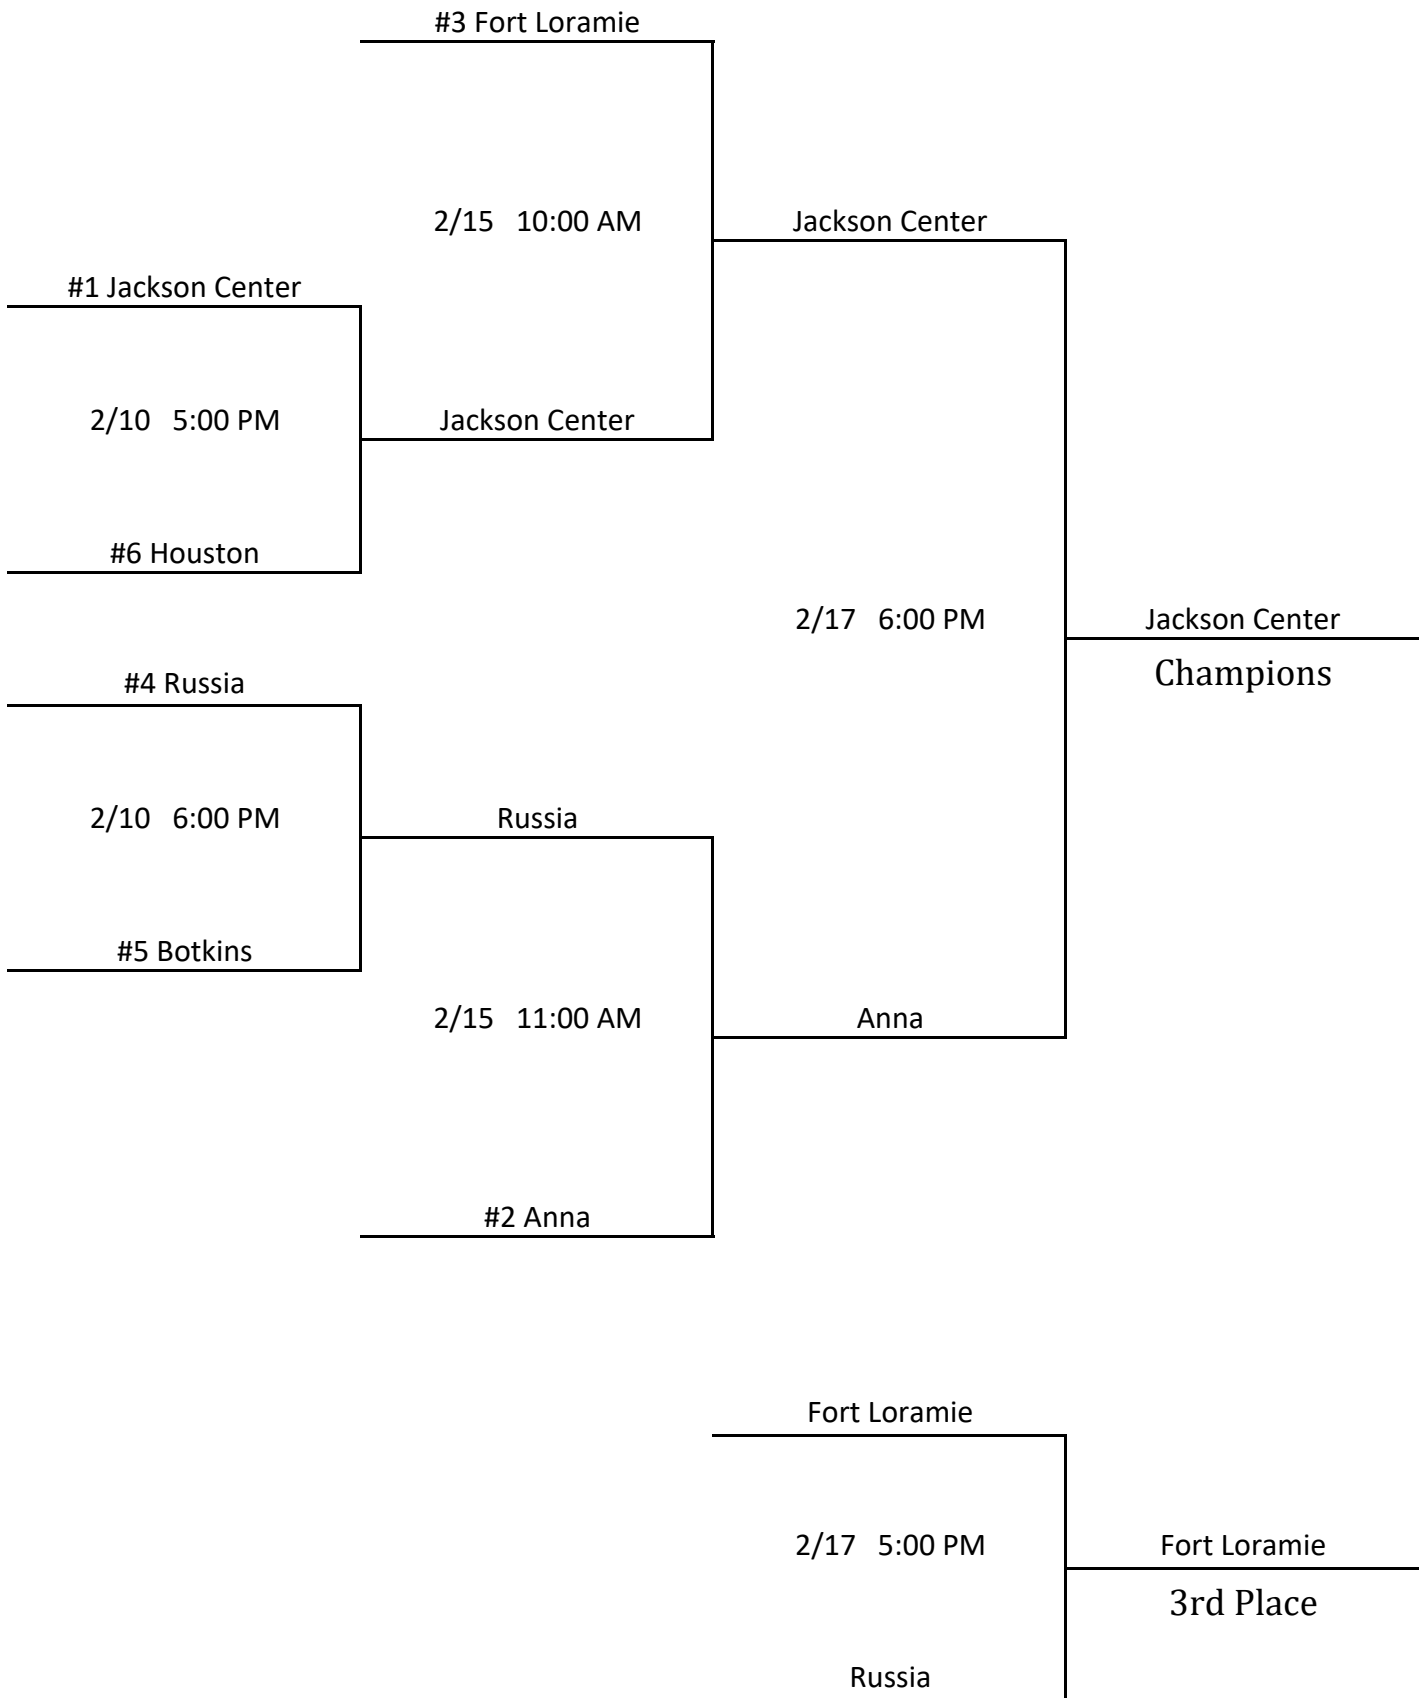 #3 Fort Loramie
2/15 10:00 AM
Jackson Center
#1 Jackson Center
2/10 5:00 PM
Jackson Center
#6 Houston
2/17 6:00 PM
Jackson Center
Champions
#4 Russia
2/10 6:00 PM
Russia
#5 Botkins
2/15 11:00 AM
Anna
#2 Anna
Fort Loramie
2/17 5:00 PM
Fort Loramie
3rd Place
Russia